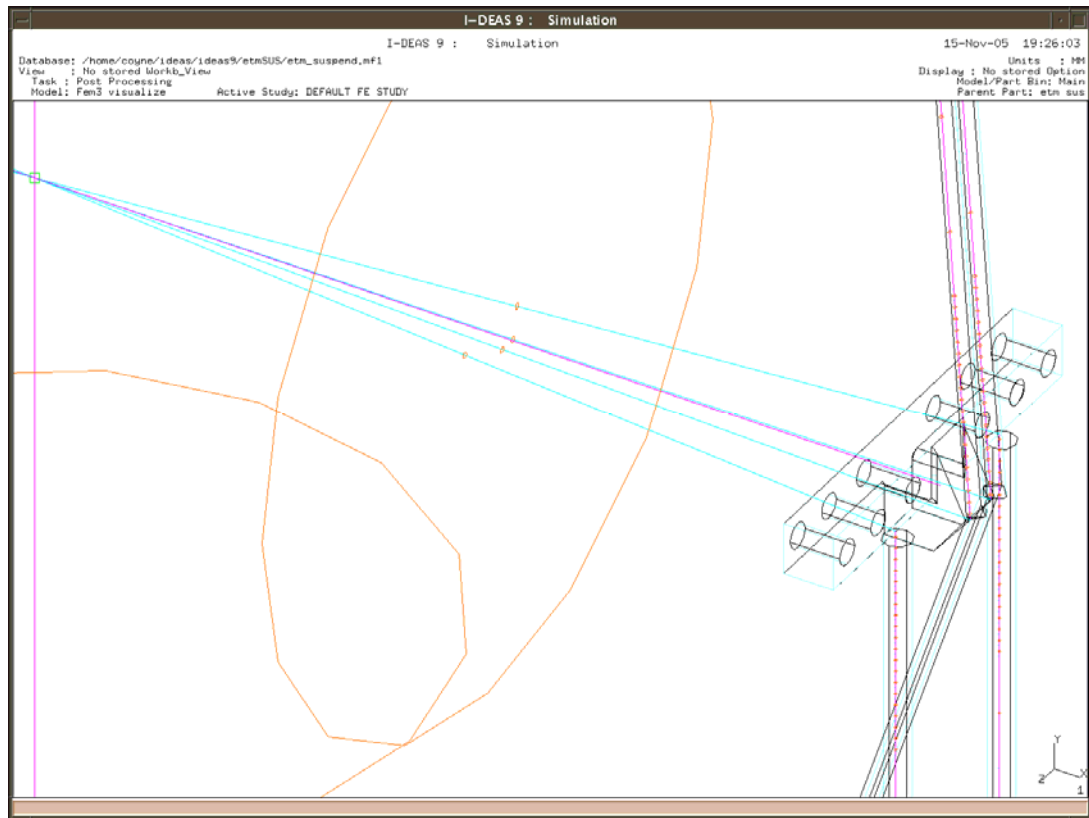 I-DEAS 9 : Simulation
I-DEAS 9 : Simulation 15-Nov-05 19:26:03
Database: /home/coyne/ideas/ideas9/etmSUS/etm_suspend.mf1 Units : MM
View : No stored Workb_View Display : No stored Option
Task : Post Processing Model/Part Bin: Main
Model: Fem3 visualize Active Study: DEFAULT FE STUDY Parent Part: etm sus
Y
Z X
1